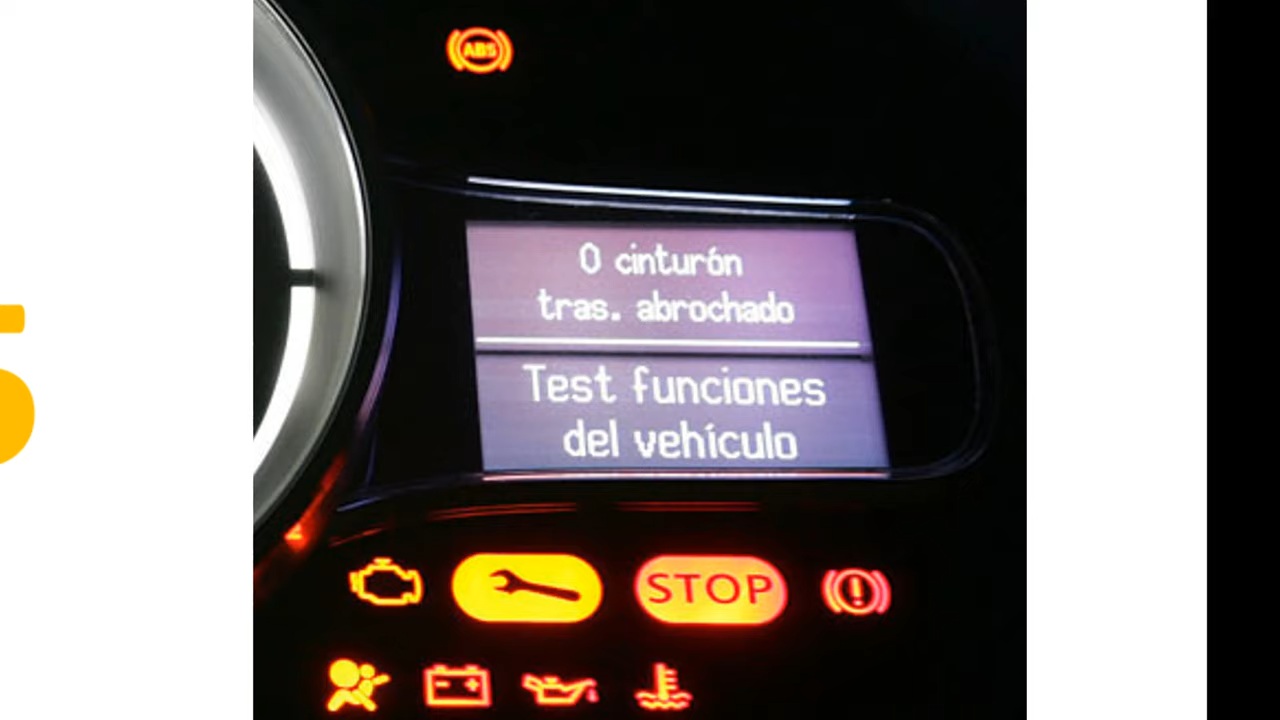 ABS
0 cinturón
tras. abrochado
Test funciones
del vehículo
STOP